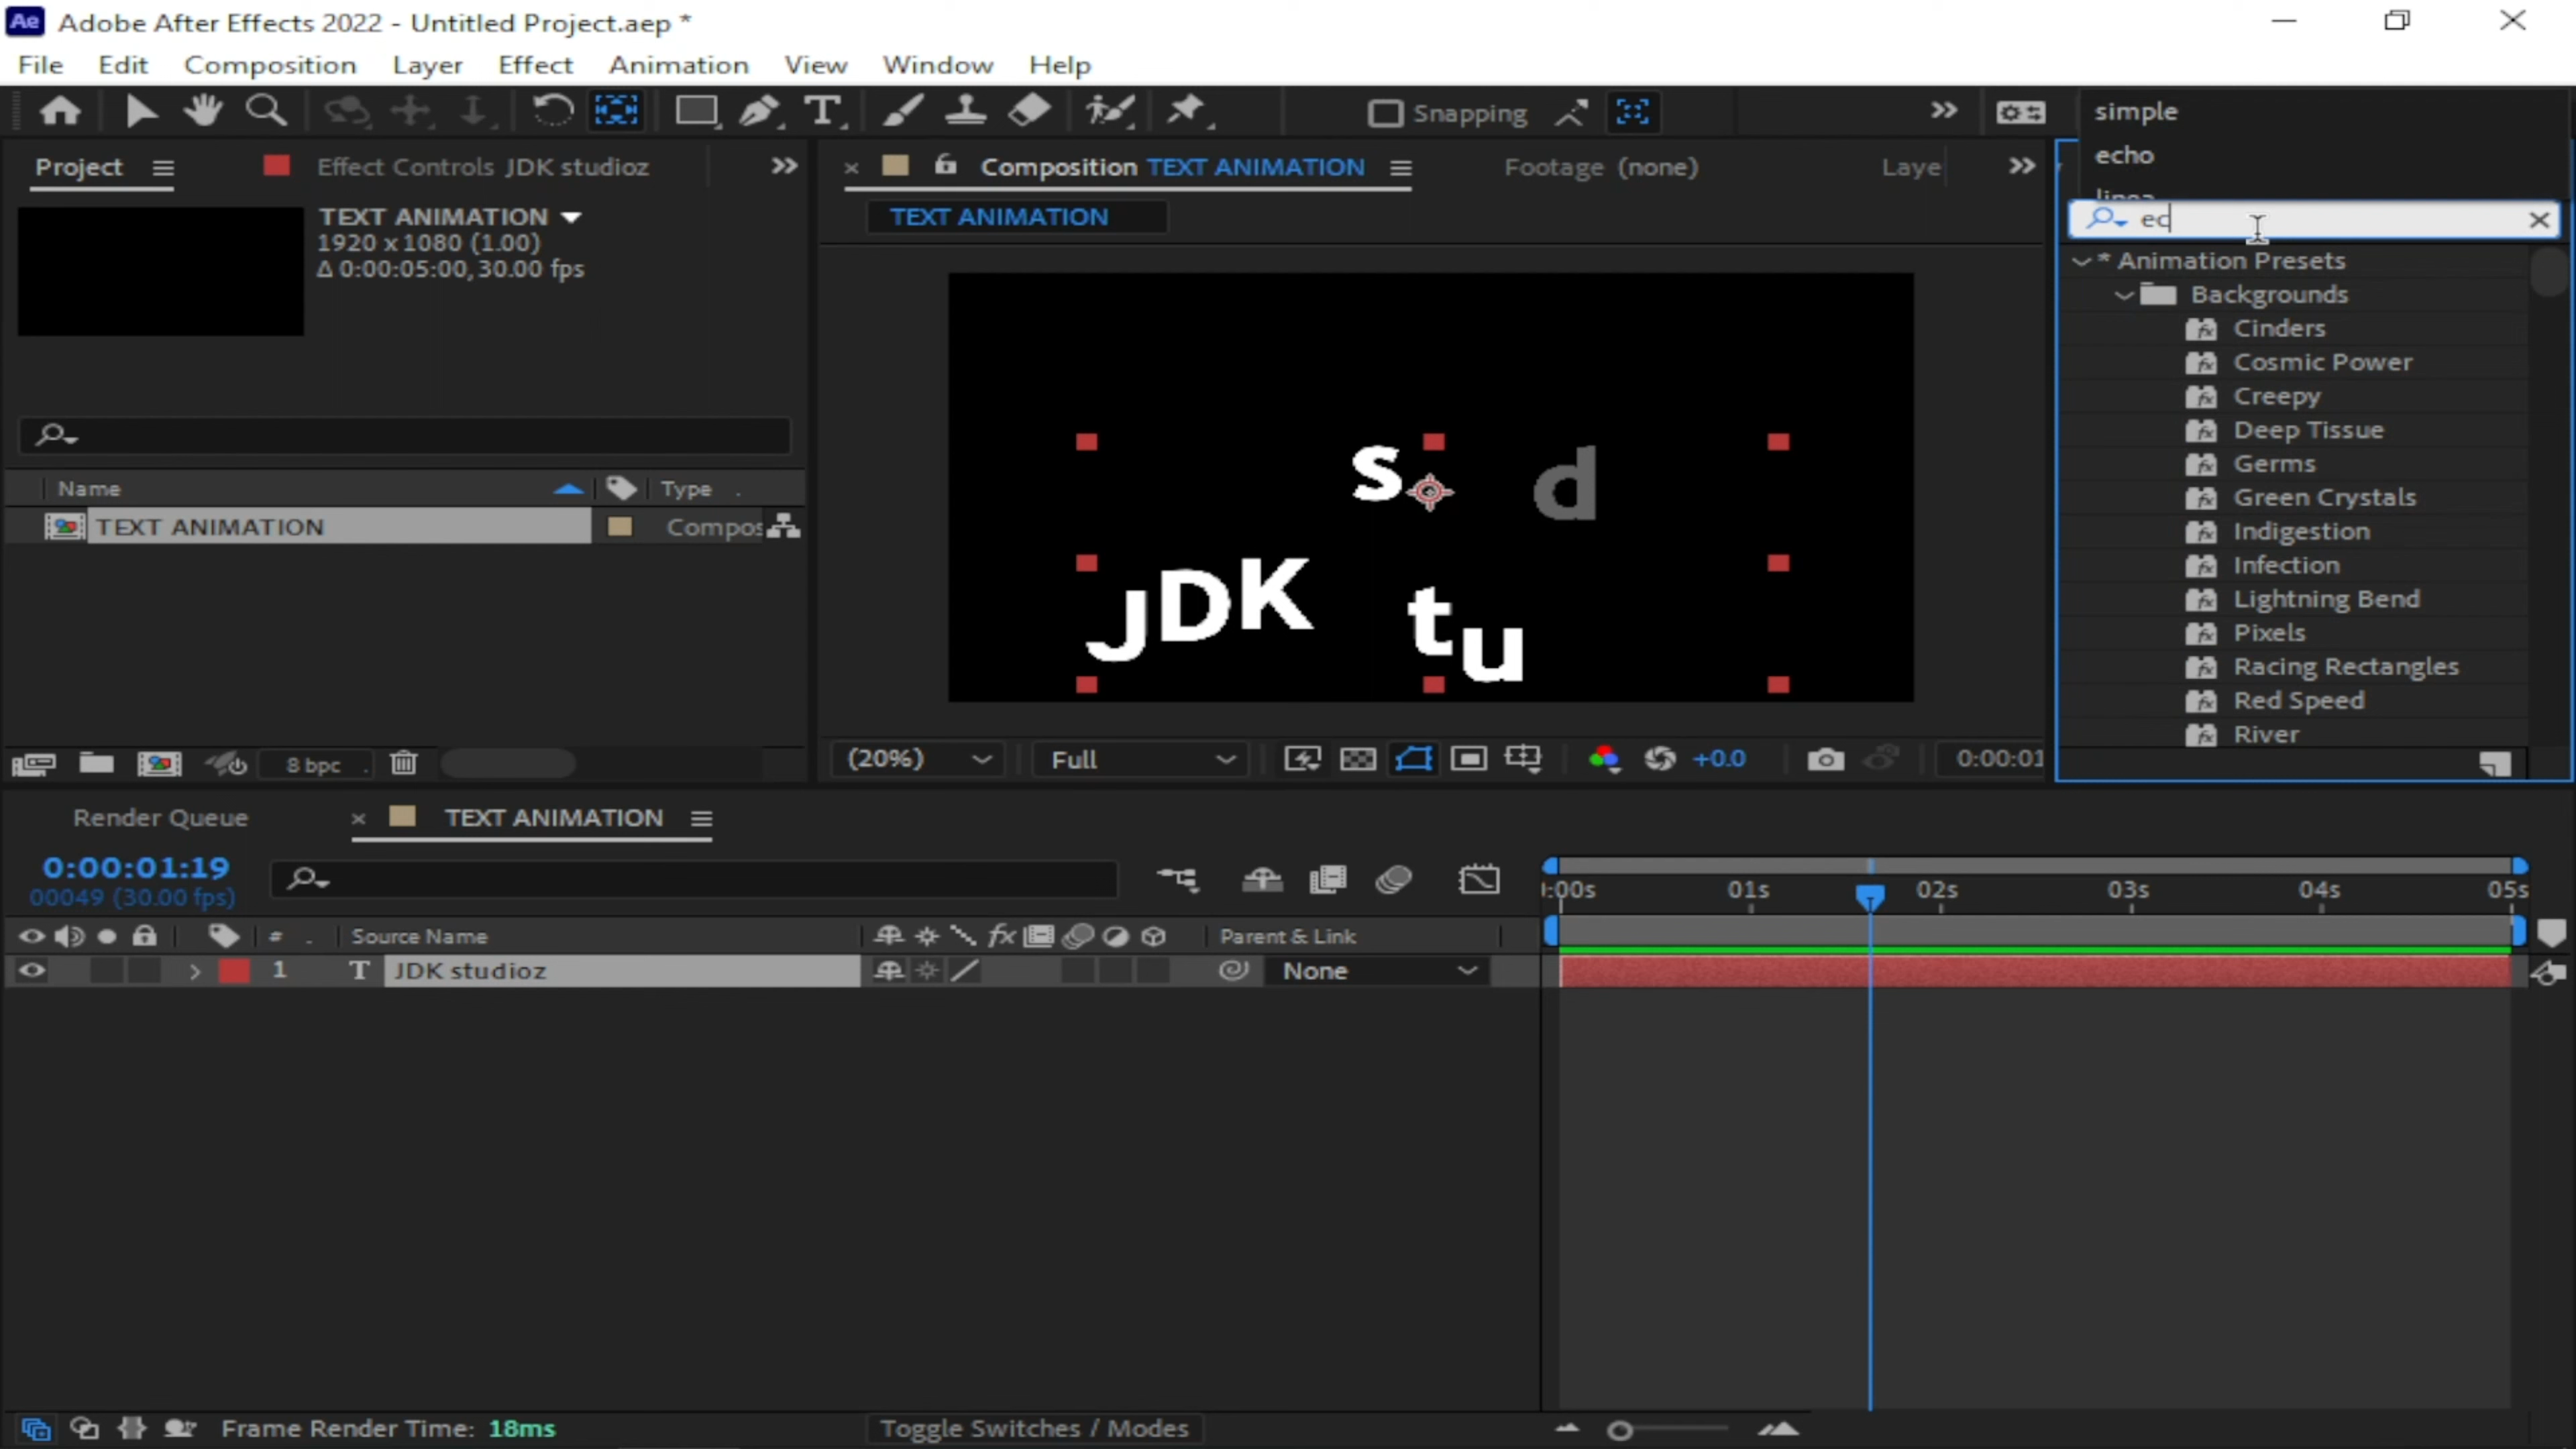 Ae Adobe After Effects 2022 - Untitled Project.aep *
File Edit Composition Layer Effect Animation View Window Help
Snapping
simple
echo
ec
Project Effect Controls JDK studioz
Composition TEXT ANIMATION Footage (none) Laye
TEXT ANIMATION
1920 x 1080 (1.00)
Δ 0:00:05:00, 30.00 fps
TEXT ANIMATION
* Animation Presets
Backgrounds
Cinders
Cosmic Power
Creepy
Deep Tissue
Germs
Green Crystals
Indigestion
Infection
Lightning Bend
Pixels
Racing Rectangles
Red Speed
River
Name Type
TEXT ANIMATION Compos
s d
JDK tu
8 bpc
(20%) Full +0.0 0:00:01
Render Queue TEXT ANIMATION
0:00:01:19
00049 (30.00 fps)
:00s 01s 02s 03s 04s 05s
# Source Name fx Parent & Link
1 T JDK studioz None
Frame Render Time: 18ms Toggle Switches / Modes